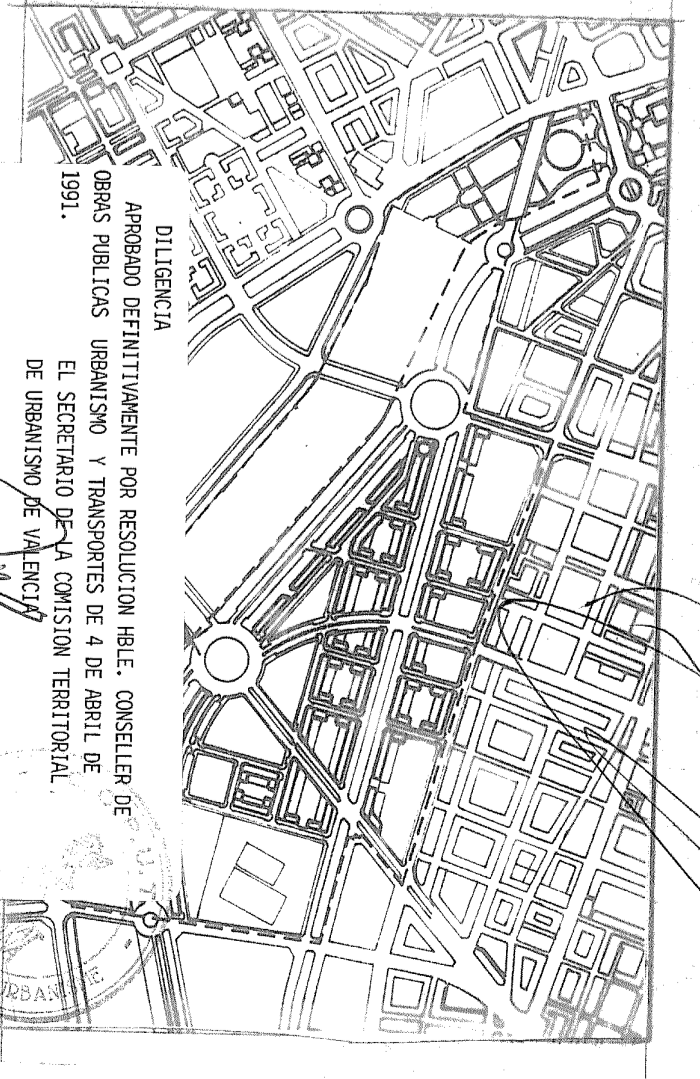 DILIGENCIA
APROBADO DEFINITIVAMENTE POR RESOLUCION HBLE. CONSELLER DE
OBRAS PUBLICAS URBANISMO Y TRANSPORTES DE 4 DE ABRIL DE
1991.
EL SECRETARIO DE LA COMISION TERRITORIAL
DE URBANISMO DE VALENCIA